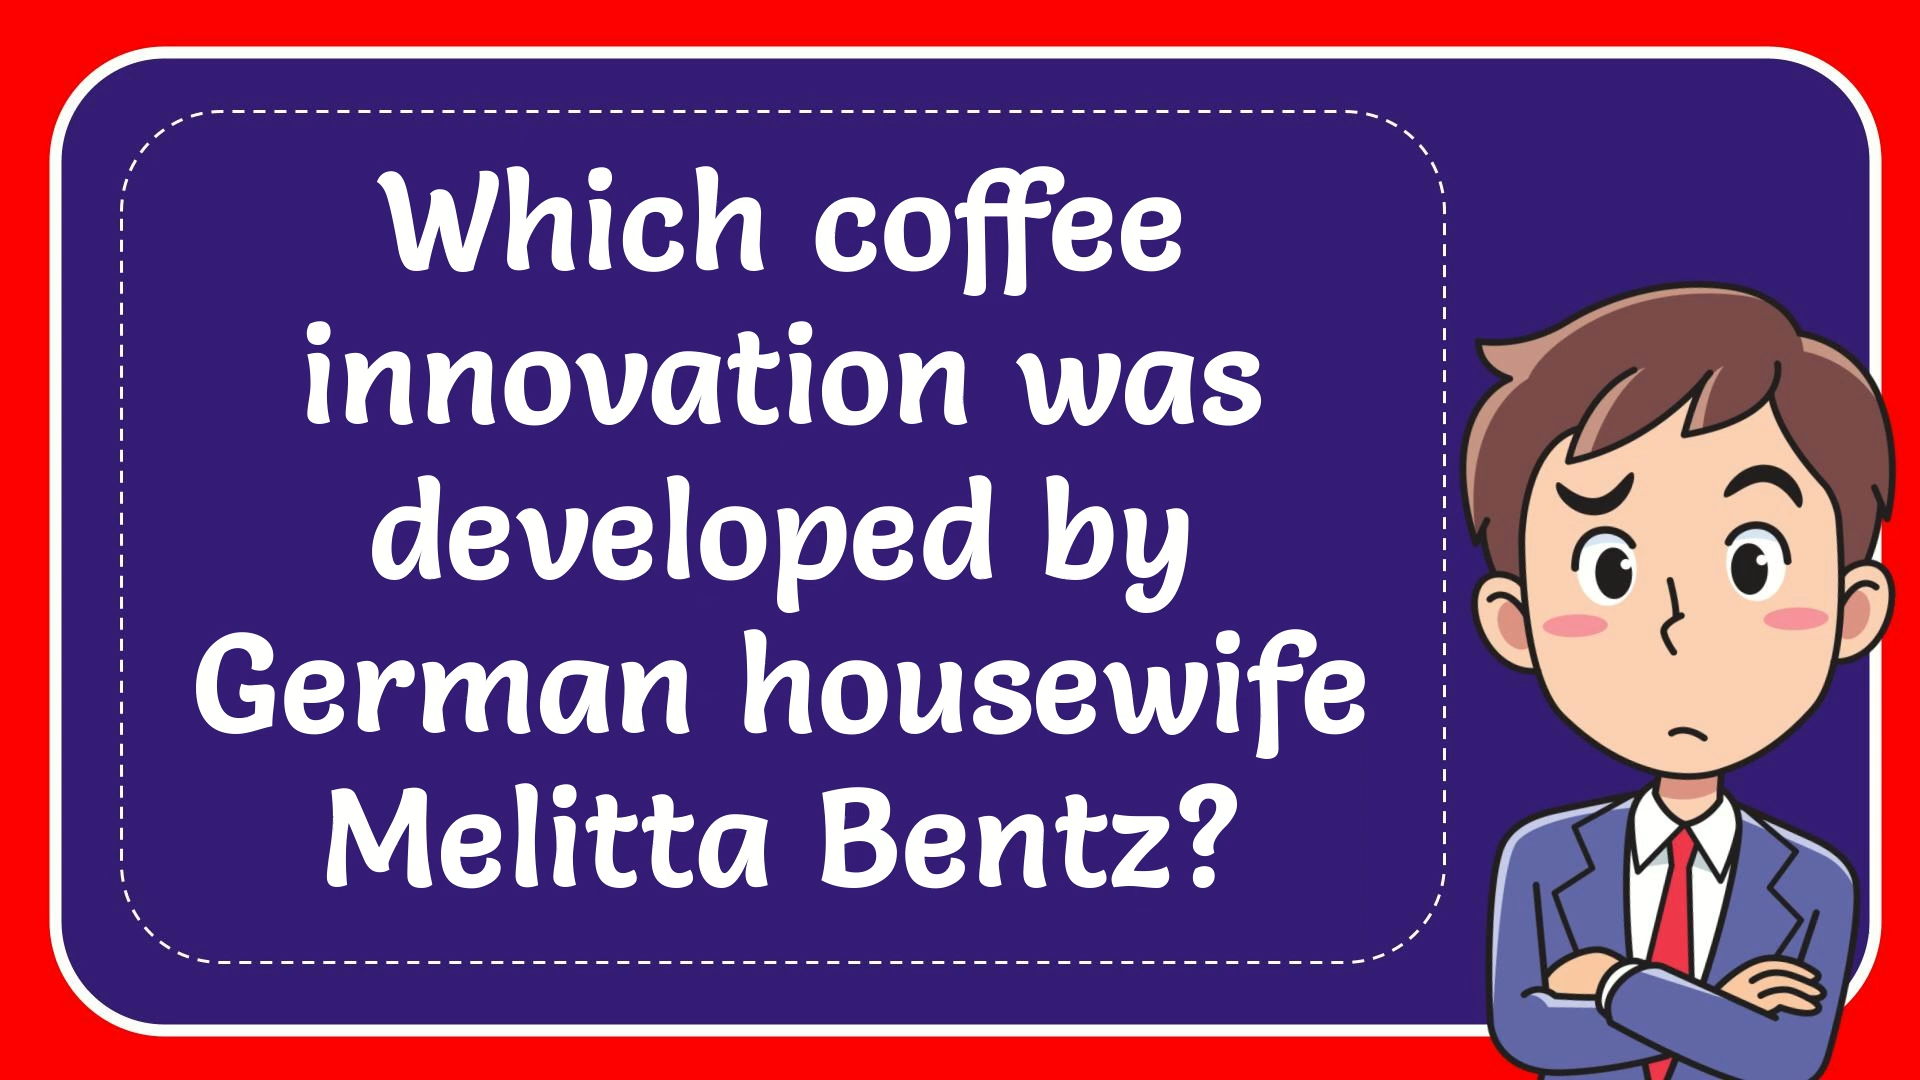 Which coffee
innovation was
developed by
German housewife
Melitta Bentz?